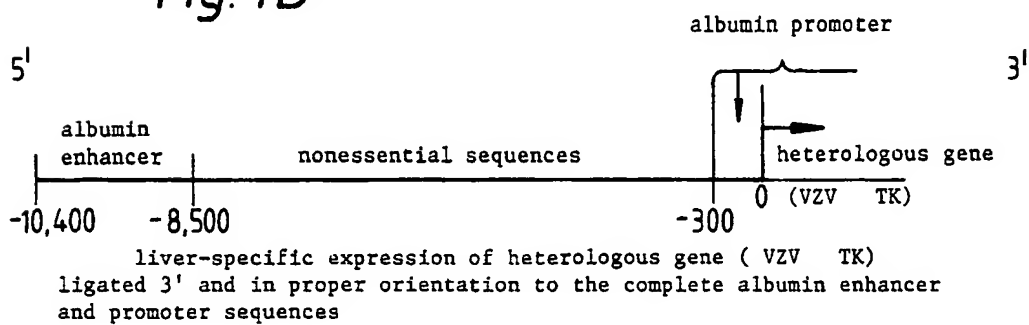 Fig. 1B
albumin promoter
5' 3'
albumin
enhancer
nonessential sequences
heterologous gene
-10,400 -8,500 -300 0 (VZV TK)
liver-specific expression of heterologous gene ( VZV TK)
ligated 3' and in proper orientation to the complete albumin enhancer
and promoter sequences